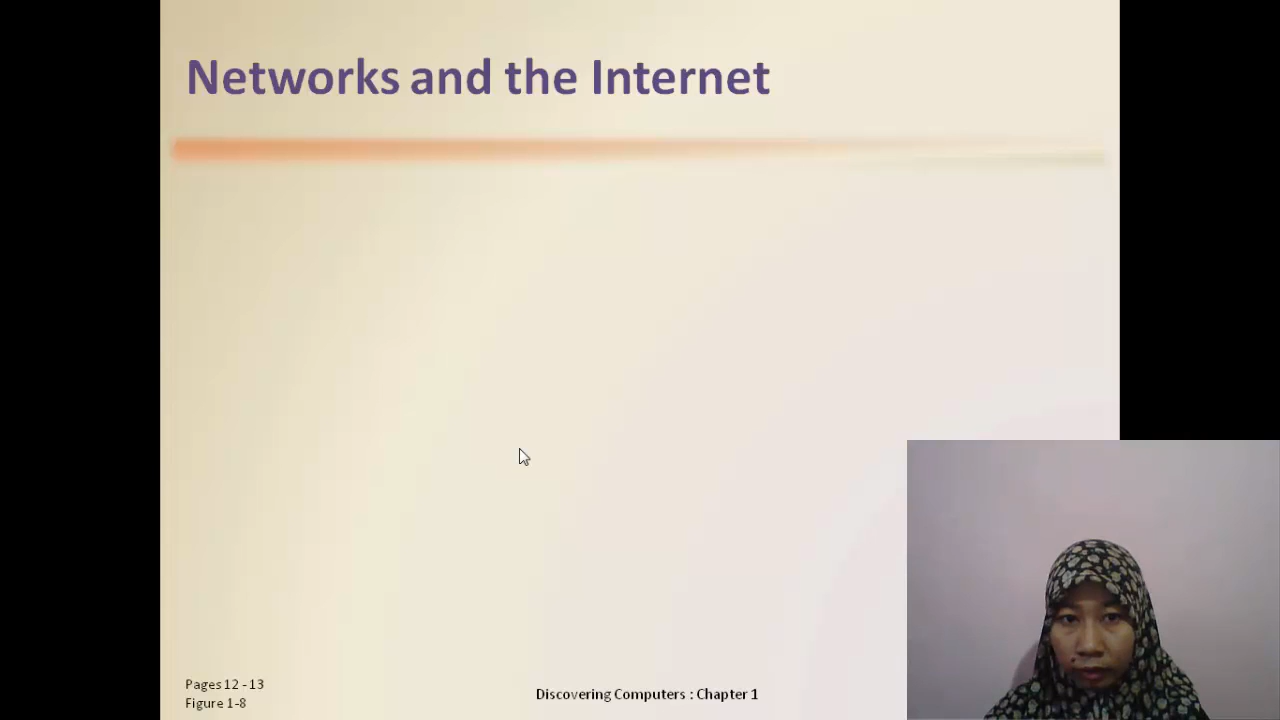 Networks and the Internet
Pages 12 - 13
Figure 1-8
Discovering Computers : Chapter 1